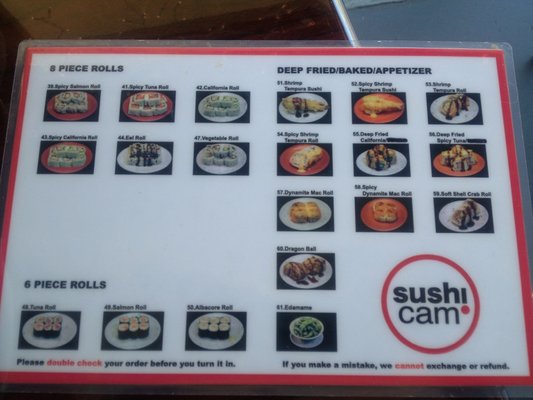 8 PIECE ROLLS
39.Spicy Salmon Roll
41.Spicy Tuna Roll
42.California Roll
43.Spicy California Roll
44.Eel Roll
47.Vegetable Roll
6 PIECE ROLLS
48.Tuna Roll
49.Salmon Roll
50.Albacore Roll
Please double check your order before you turn it in.
DEEP FRIED/BAKED/APPETIZER
51.Shrimp
Tempura Sushi
52.Spicy Shrimp
Tempura Sushi
53.Shrimp
Tempura Roll
54.Spicy Shrimp
Tempura Roll
55.Deep Fried
California
56.Deep Fried
Spicy Tuna
57.Dynamite Mac Roll
58.Spicy
Dynamite Mac Roll
59.Soft Shell Crab Roll
60.Dragon Ball
61.Edamame
sushi
cam
If you make a mistake, we cannot exchange or refund.